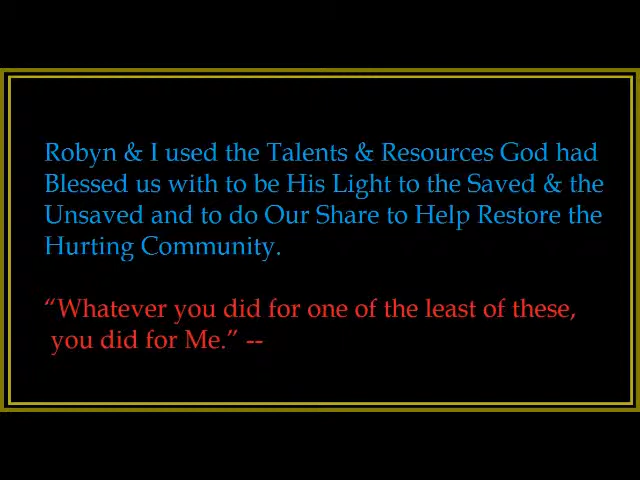 Robyn & I used the Talents & Resources God had
Blessed us with to be His Light to the Saved & the
Unsaved and to do Our Share to Help Restore the
Hurting Community.
“Whatever you did for one of the least of these,
you did for Me.” --